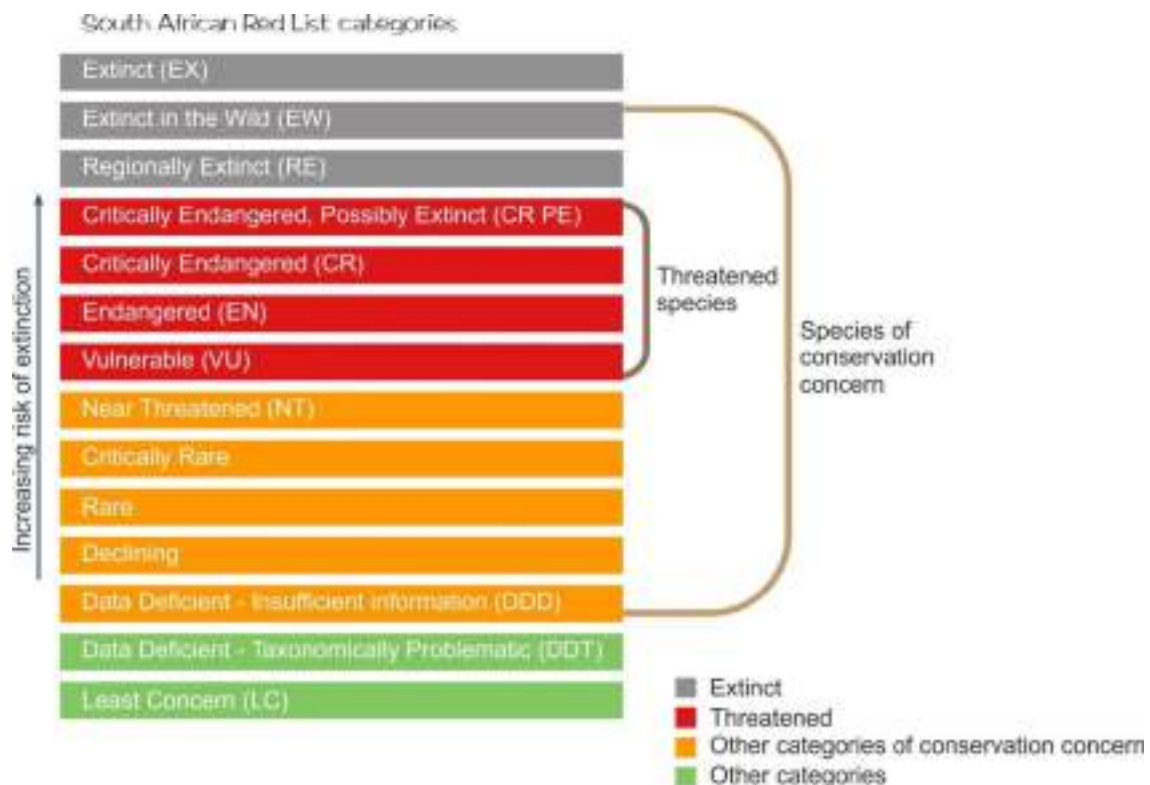 South African Red List categories
Extinct (EX)
Extinct in the Wild (EW)
Regionally Extinct (RE)
Critically Endangered, Possibly Extinct (CR PE)
Critically Endangered (CR)
Endangered (EN)
Vulnerable (VU)
Near Threatened (NT)
Critically Rare
Rare
Declining
Data Deficient - Insufficient information (DDD)
Data Deficient - Taxonomically Problematic (DDT)
Least Concern (LC)
Increasing risk of extinction
Threatened
species
Species of
conservation
concern
Extinct
Threatened
Other categories of conservation concern
Other categories